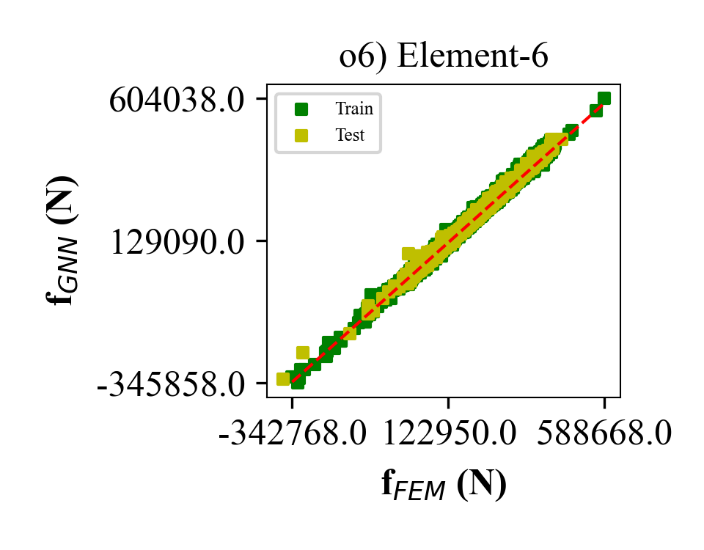 o6) Element-6
604038.0
129090.0
-345858.0
f_GNN (N)
Train
Test
-342768.0 122950.0 588668.0
f_FEM (N)